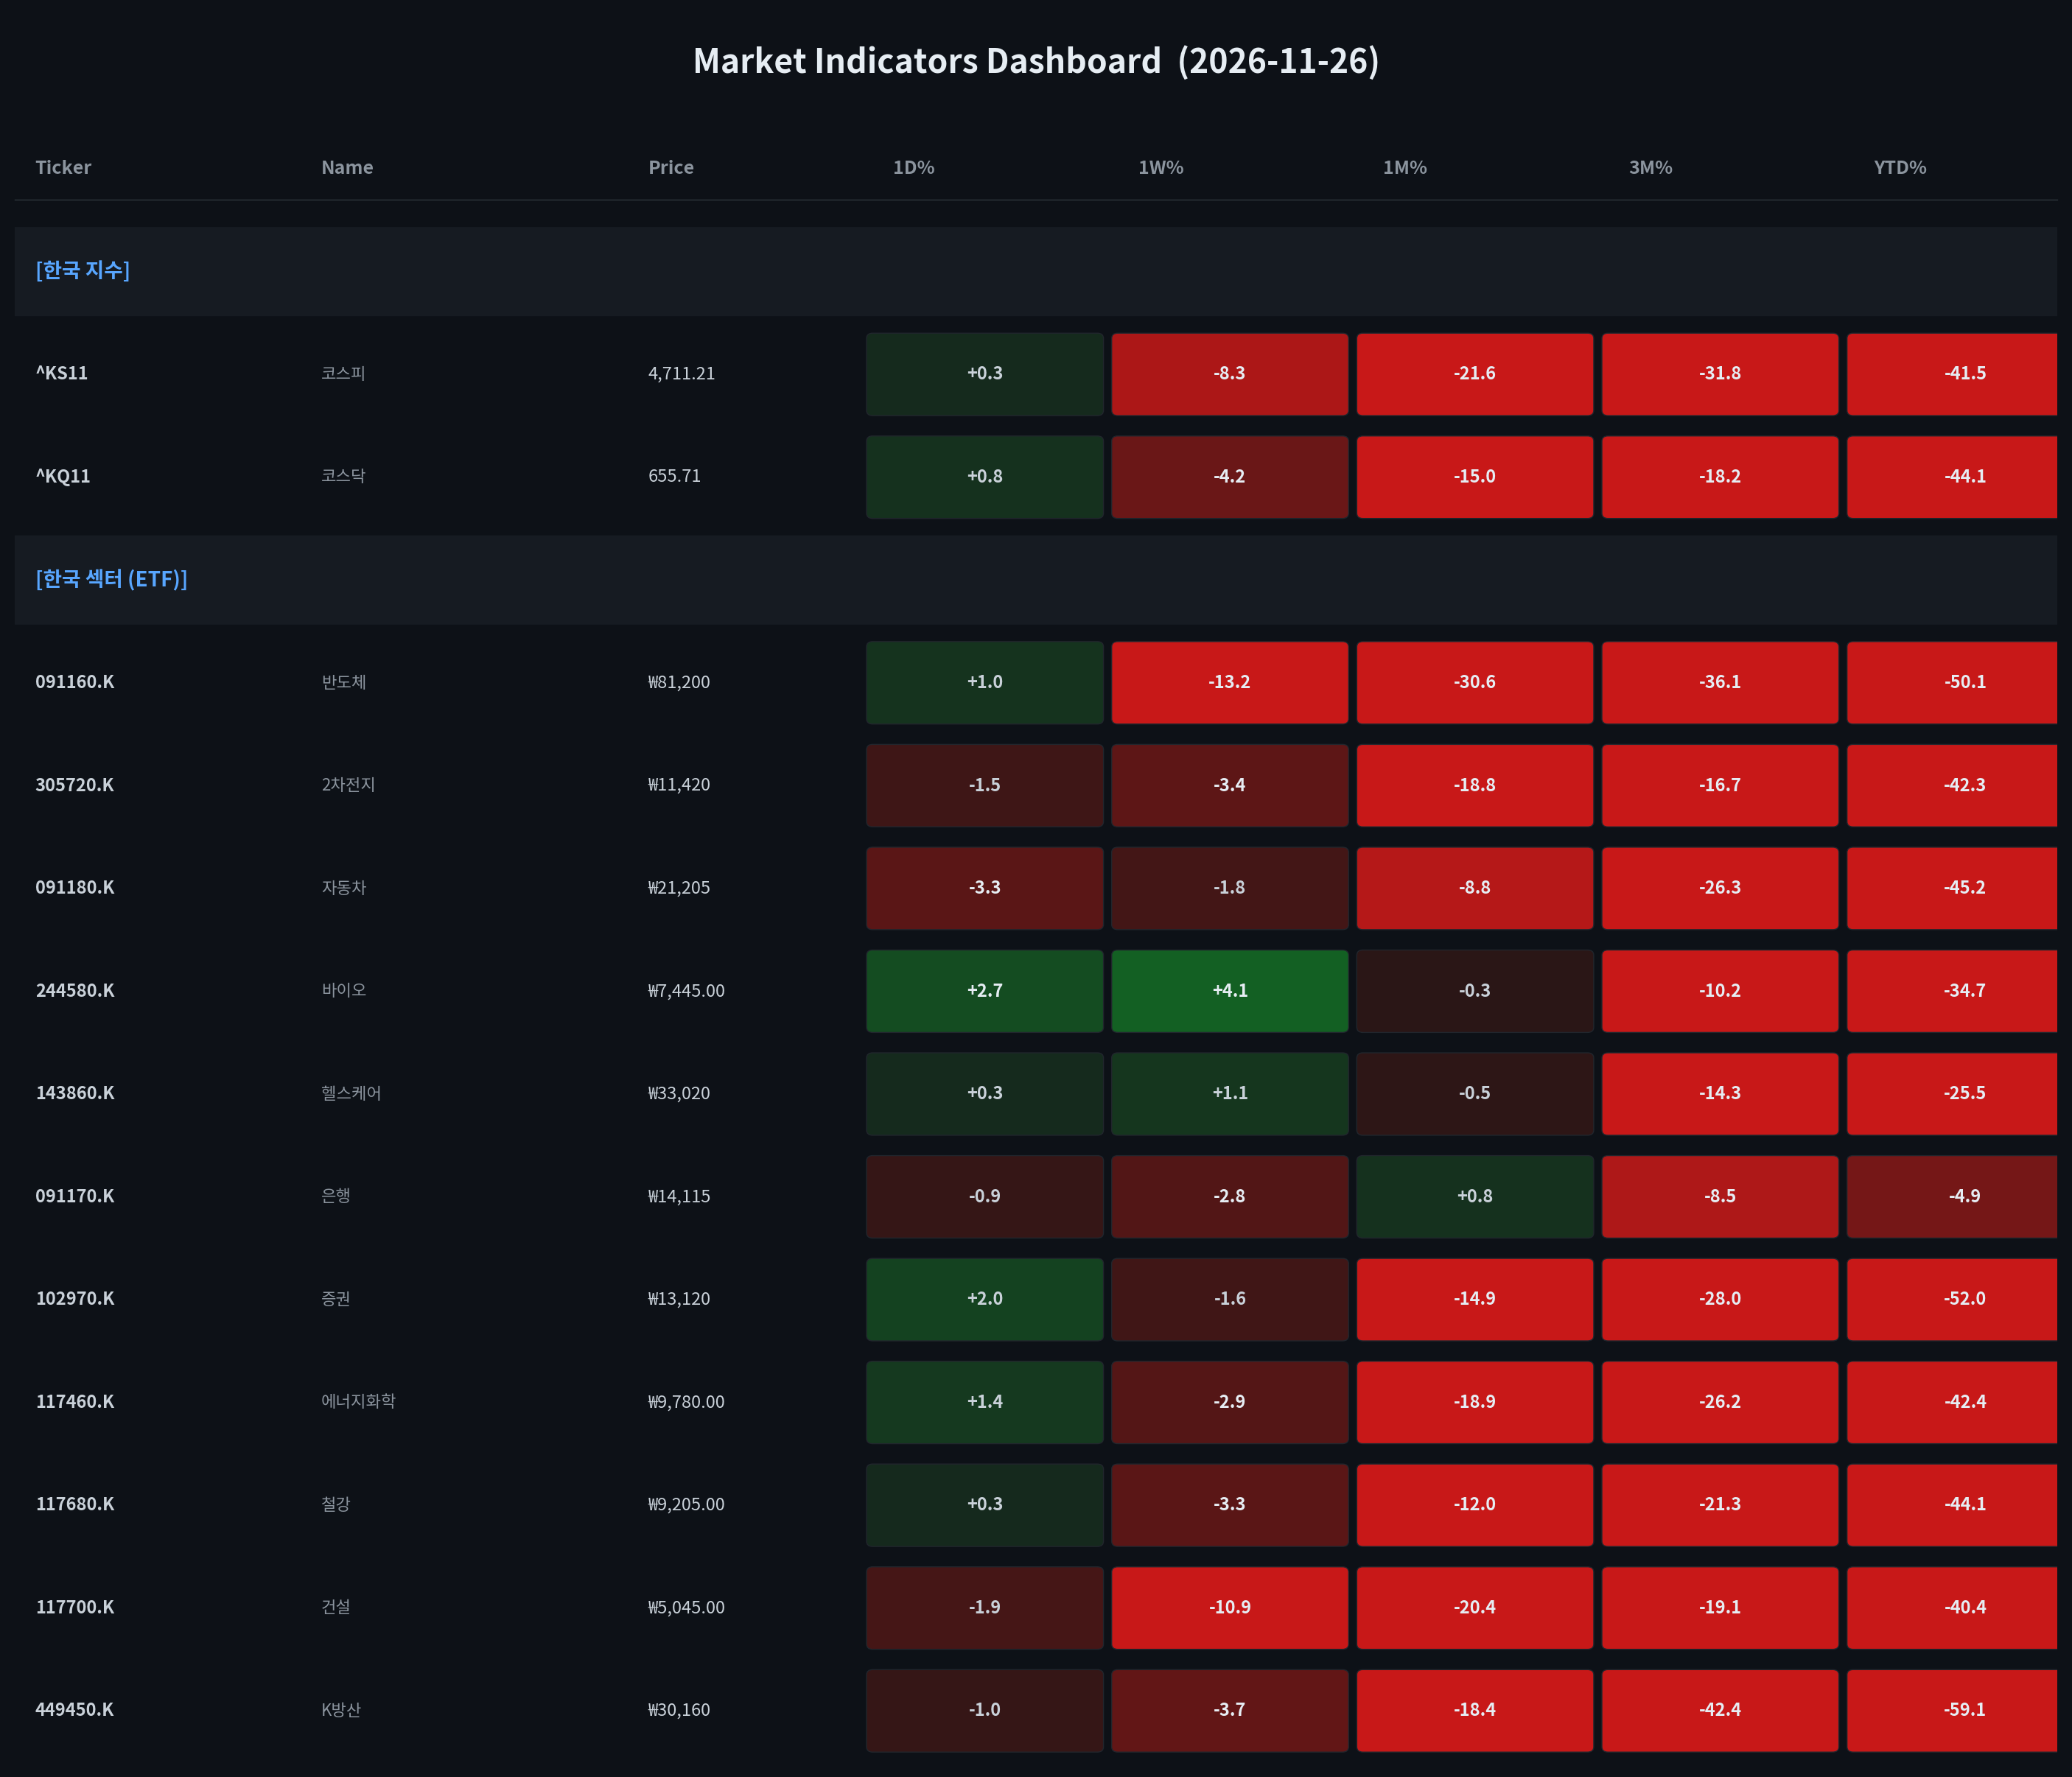 Market Indicators Dashboard (2026-11-26)
Ticker Name Price 1D% 1W% 1M% 3M% YTD%
[한국 지수]
^KS11 코스피 4,711.21 +0.3 -8.3 -21.6 -31.8 -41.5
^KQ11 코스닥 655.71 +0.8 -4.2 -15.0 -18.2 -44.1
[한국 섹터 (ETF)]
091160.K 반도체 ₩81,200 +1.0 -13.2 -30.6 -36.1 -50.1
305720.K 2차전지 ₩11,420 -1.5 -3.4 -18.8 -16.7 -42.3
091180.K 자동차 ₩21,205 -3.3 -1.8 -8.8 -26.3 -45.2
244580.K 바이오 ₩7,445.00 +2.7 +4.1 -0.3 -10.2 -34.7
143860.K 헬스케어 ₩33,020 +0.3 +1.1 -0.5 -14.3 -25.5
091170.K 은행 ₩14,115 -0.9 -2.8 +0.8 -8.5 -4.9
102970.K 증권 ₩13,120 +2.0 -1.6 -14.9 -28.0 -52.0
117460.K 에너지화학 ₩9,780.00 +1.4 -2.9 -18.9 -26.2 -42.4
117680.K 철강 ₩9,205.00 +0.3 -3.3 -12.0 -21.3 -44.1
117700.K 건설 ₩5,045.00 -1.9 -10.9 -20.4 -19.1 -40.4
449450.K K방산 ₩30,160 -1.0 -3.7 -18.4 -42.4 -59.1